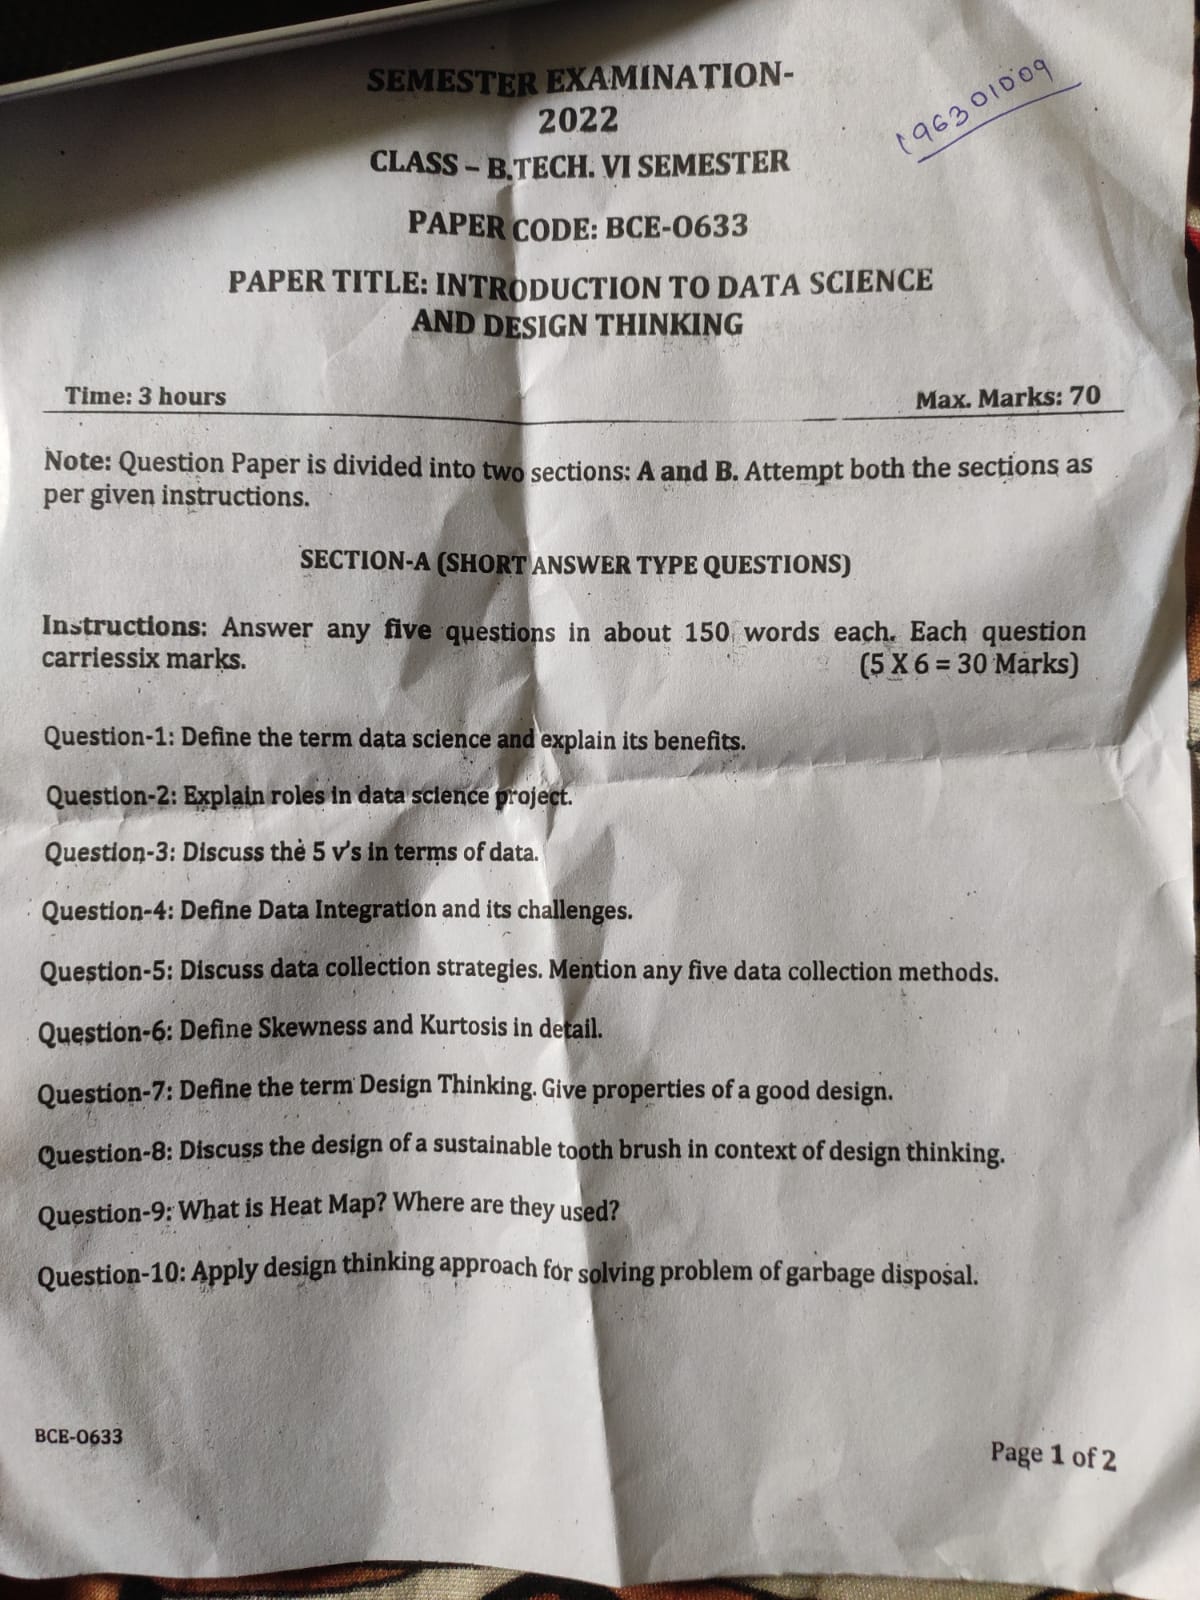 SEMESTER EXAMINATION-
2022
196301009
CLASS – B.TECH. VI SEMESTER
PAPER CODE: BCE-0633
PAPER TITLE: INTRODUCTION TO DATA SCIENCE
AND DESIGN THINKING
Time: 3 hours Max. Marks: 70
Note: Question Paper is divided into two sections: A and B. Attempt both the sections as
per given instructions.
SECTION-A (SHORT ANSWER TYPE QUESTIONS)
Instructions: Answer any five questions in about 150 words each. Each question
carriessix marks. (5 X 6 = 30 Marks)
Question-1: Define the term data science and explain its benefits.
Question-2: Explain roles in data science project.
Question-3: Discuss the 5 v's in terms of data.
Question-4: Define Data Integration and its challenges.
Question-5: Discuss data collection strategies. Mention any five data collection methods.
Question-6: Define Skewness and Kurtosis in detail.
Question-7: Define the term Design Thinking. Give properties of a good design.
Question-8: Discuss the design of a sustainable tooth brush in context of design thinking.
Question-9: What is Heat Map? Where are they used?
Question-10: Apply design thinking approach for solving problem of garbage disposal.
BCE-0633
Page 1 of 2